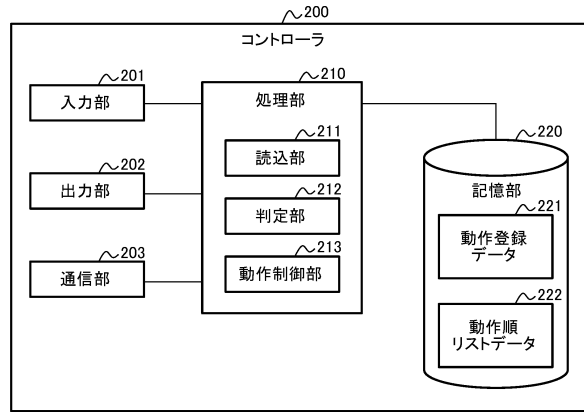 200
コントローラ
201
入力部
202
出力部
203
通信部
210
処理部
211
読込部
212
判定部
213
動作制御部
220
記憶部
221
動作登録
データ
222
動作順
リストデータ